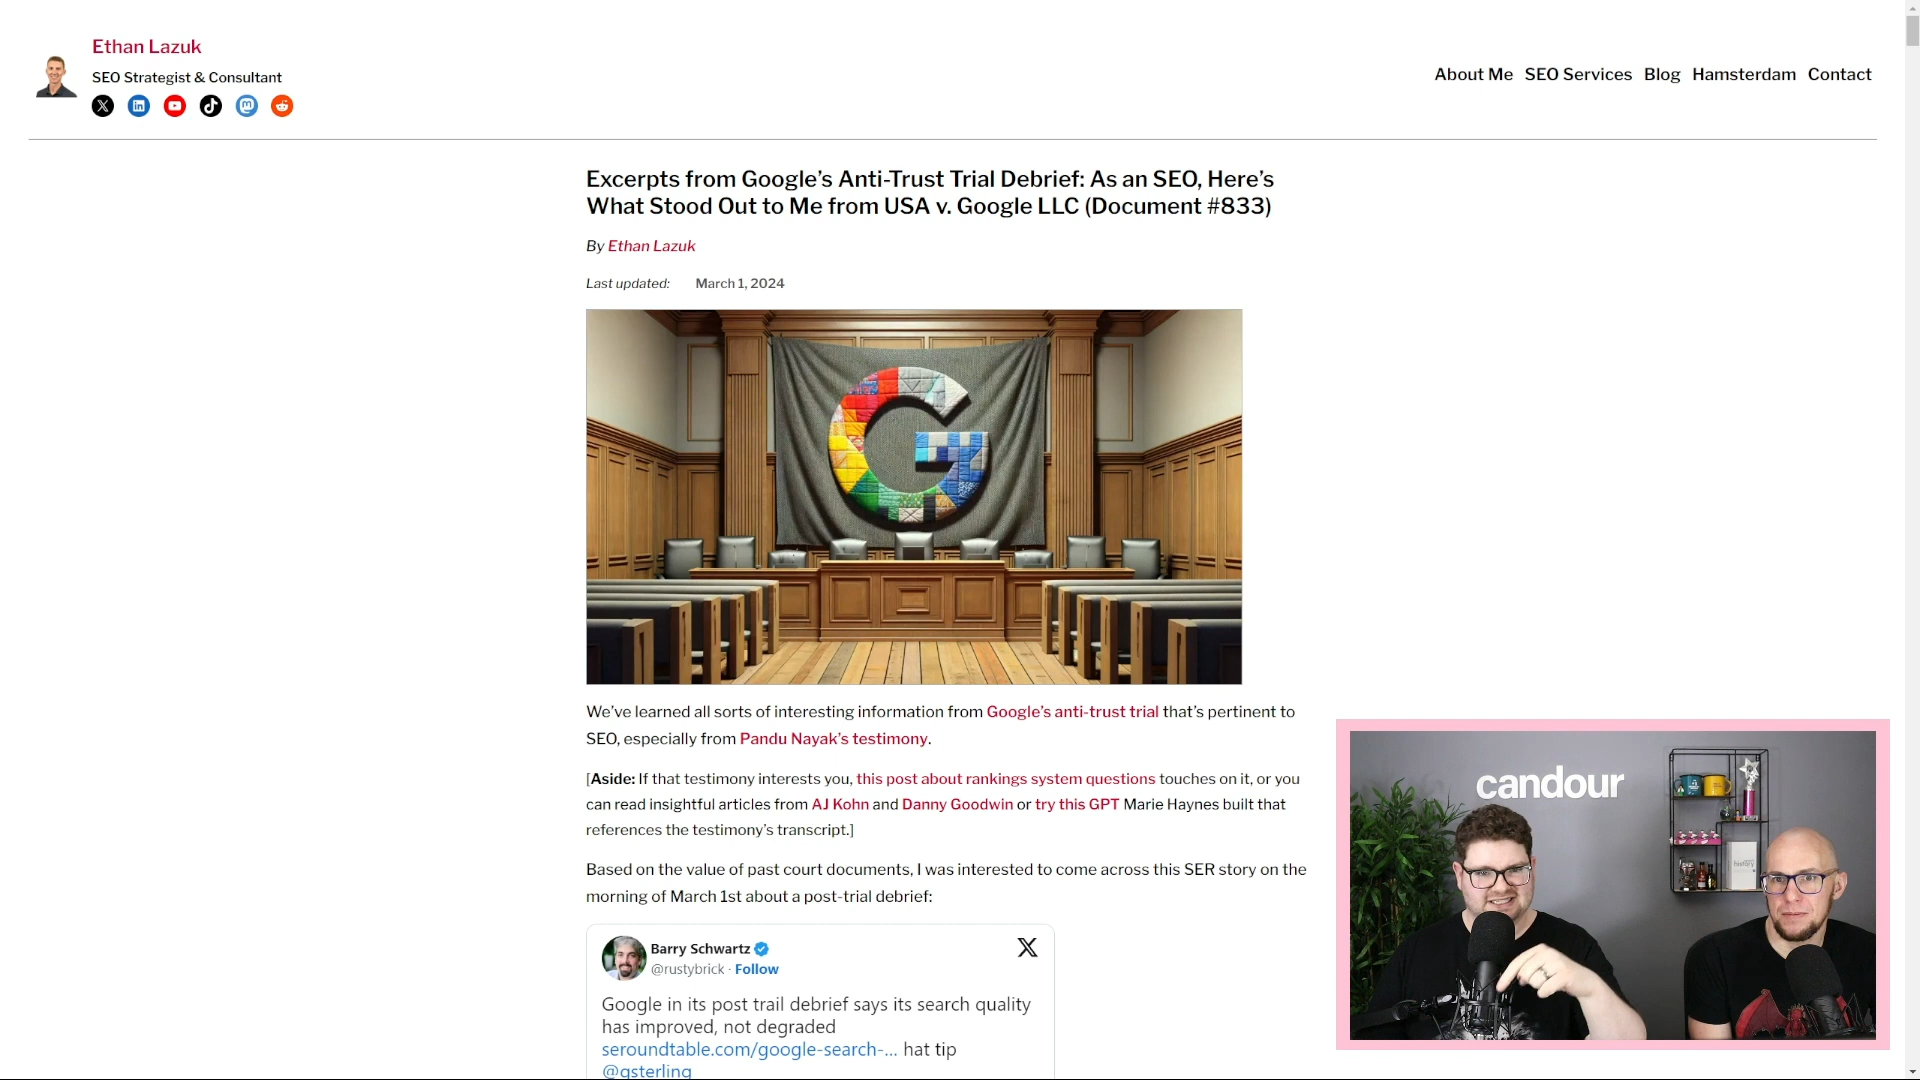 Ethan Lazuk
SEO Strategist & Consultant
About Me SEO Services Blog Hamsterdam Contact
Excerpts from Google’s Anti-Trust Trial Debrief: As an SEO, Here’s
What Stood Out to Me from USA v. Google LLC (Document #833)
By Ethan Lazuk
Last updated: March 1, 2024
We’ve learned all sorts of interesting information from Google’s anti-trust trial that’s pertinent to
SEO, especially from Pandu Nayak’s testimony.
[Aside: If that testimony interests you, this post about rankings system questions touches on it, or you
can read insightful articles from AJ Kohn and Danny Goodwin or try this GPT Marie Haynes built that
references the testimony’s transcript.]
Based on the value of past court documents, I was interested to come across this SER story on the
morning of March 1st about a post-trial debrief:
Barry Schwartz
@rustybrick · Follow
Google in its post trail debrief says its search quality
has improved, not degraded
seroundtable.com/google-search-… hat tip
@gsterling
candour